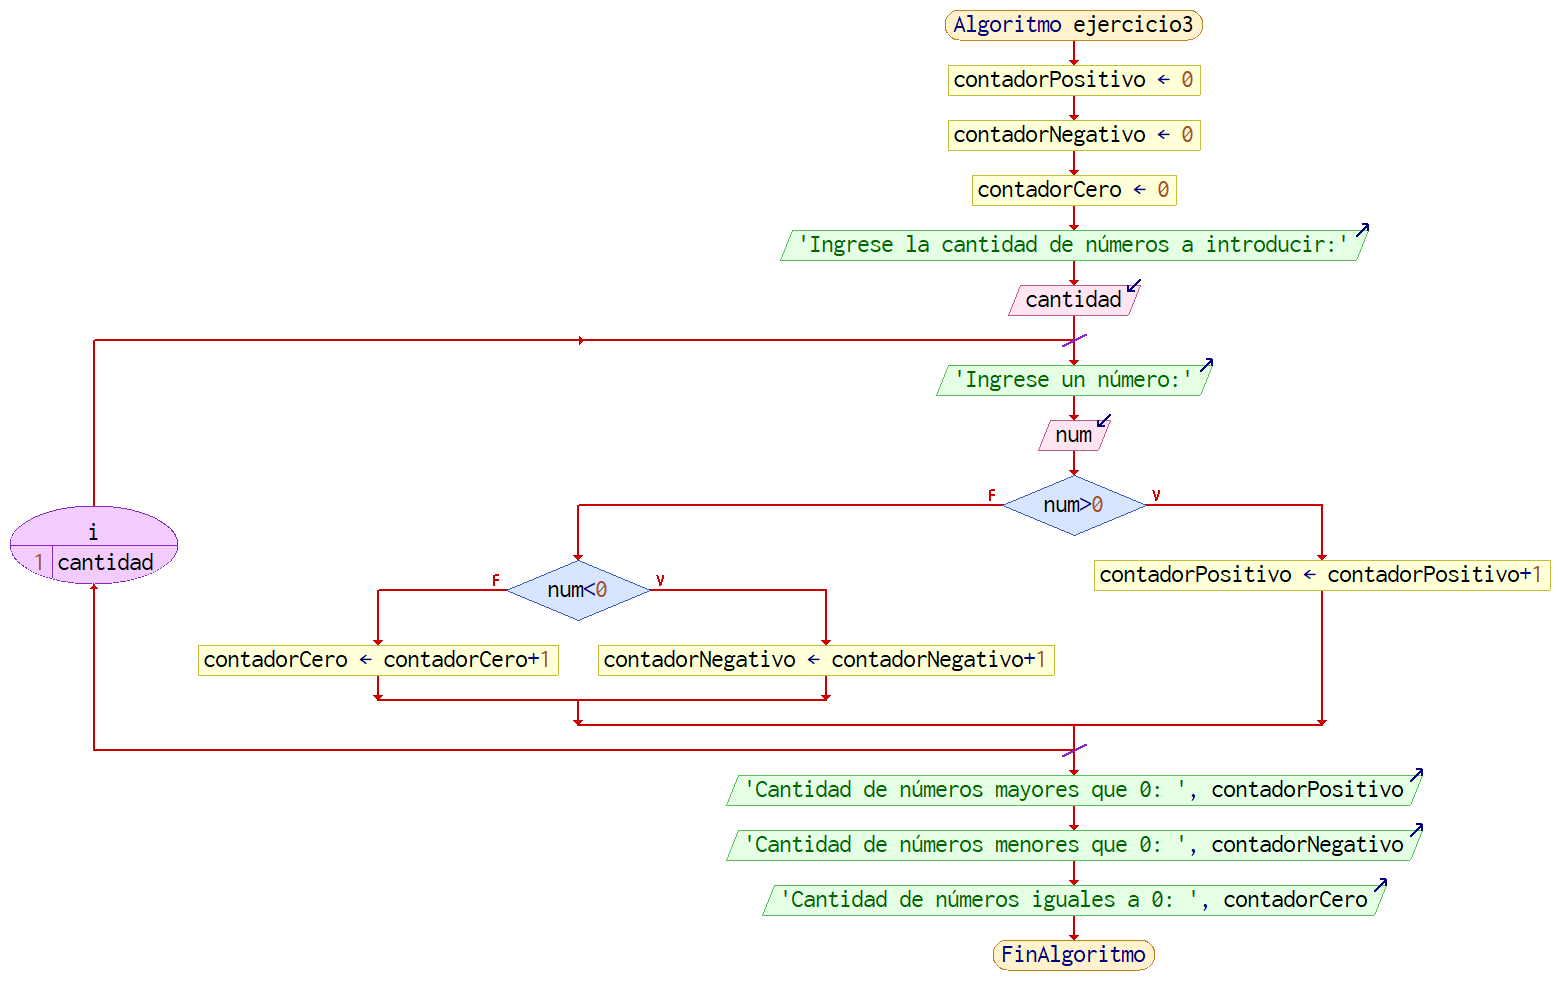 Algoritmo ejercicio3
contadorPositivo ← 0
contadorNegativo ← 0
contadorCero ← 0
'Ingrese la cantidad de números a introducir:'
cantidad
'Ingrese un número:'
num
F
num>0
V
i
1 cantidad
F
num<0
V
contadorPositivo ← contadorPositivo+1
contadorCero ← contadorCero+1
contadorNegativo ← contadorNegativo+1
'Cantidad de números mayores que 0: ', contadorPositivo
'Cantidad de números menores que 0: ', contadorNegativo
'Cantidad de números iguales a 0: ', contadorCero
FinAlgoritmo